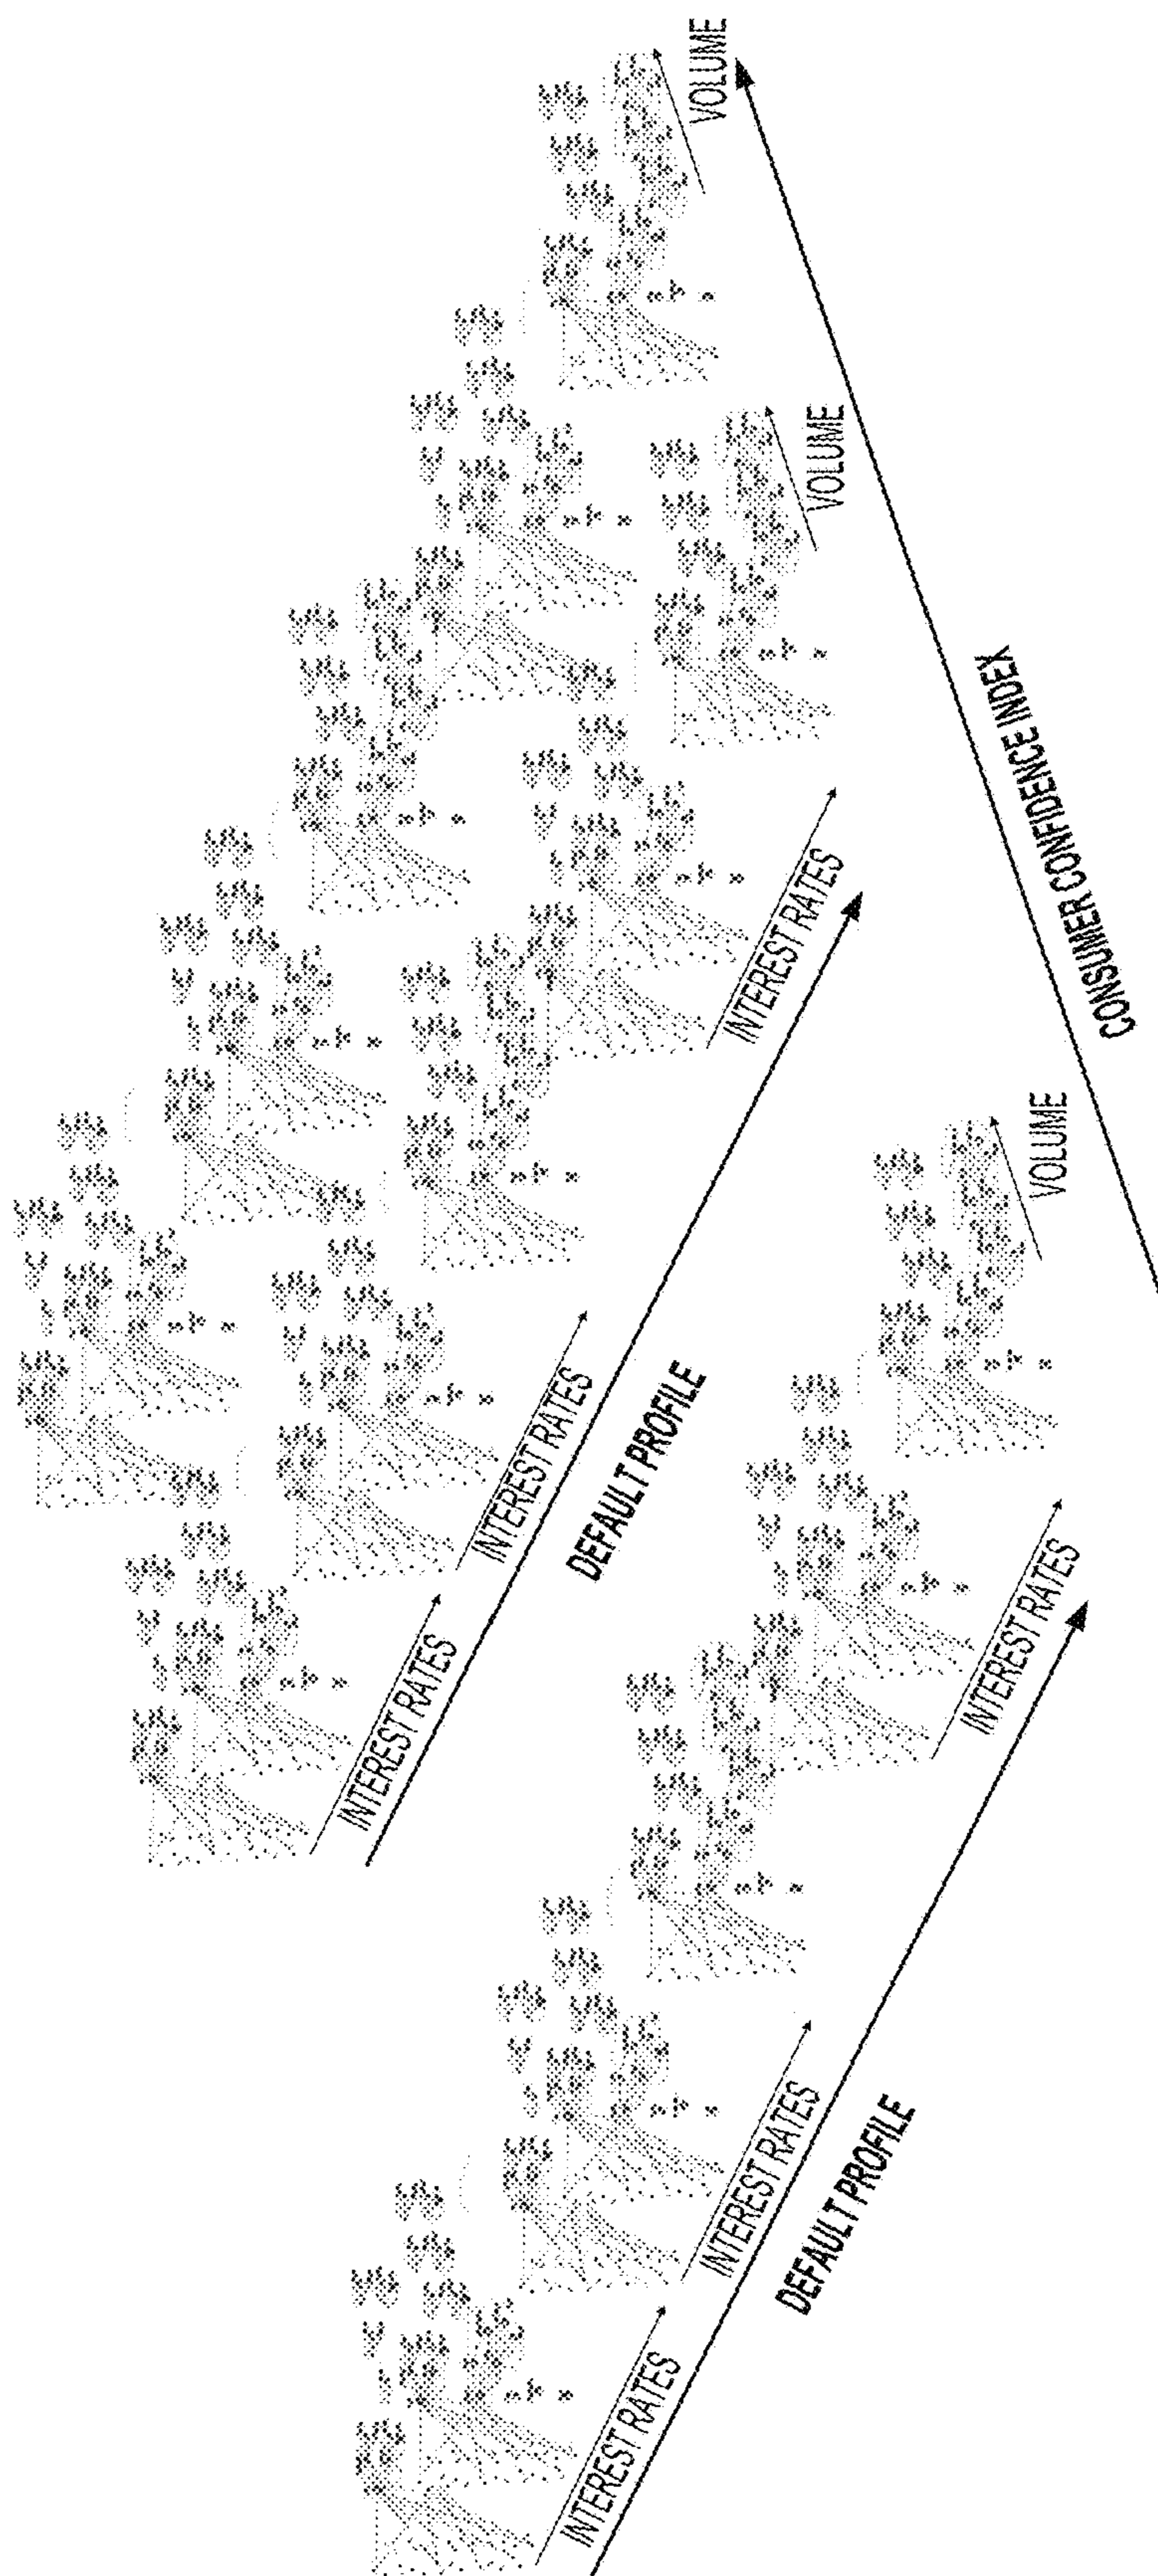 VOLUME
VOLUME
CONSUMER CONFIDENCE INDEX
INTEREST RATES
VOLUME
INTEREST RATES
DEFAULT PROFILE
INTEREST RATES
INTEREST RATES
INTEREST RATES
DEFAULT PROFILE
INTEREST RATES